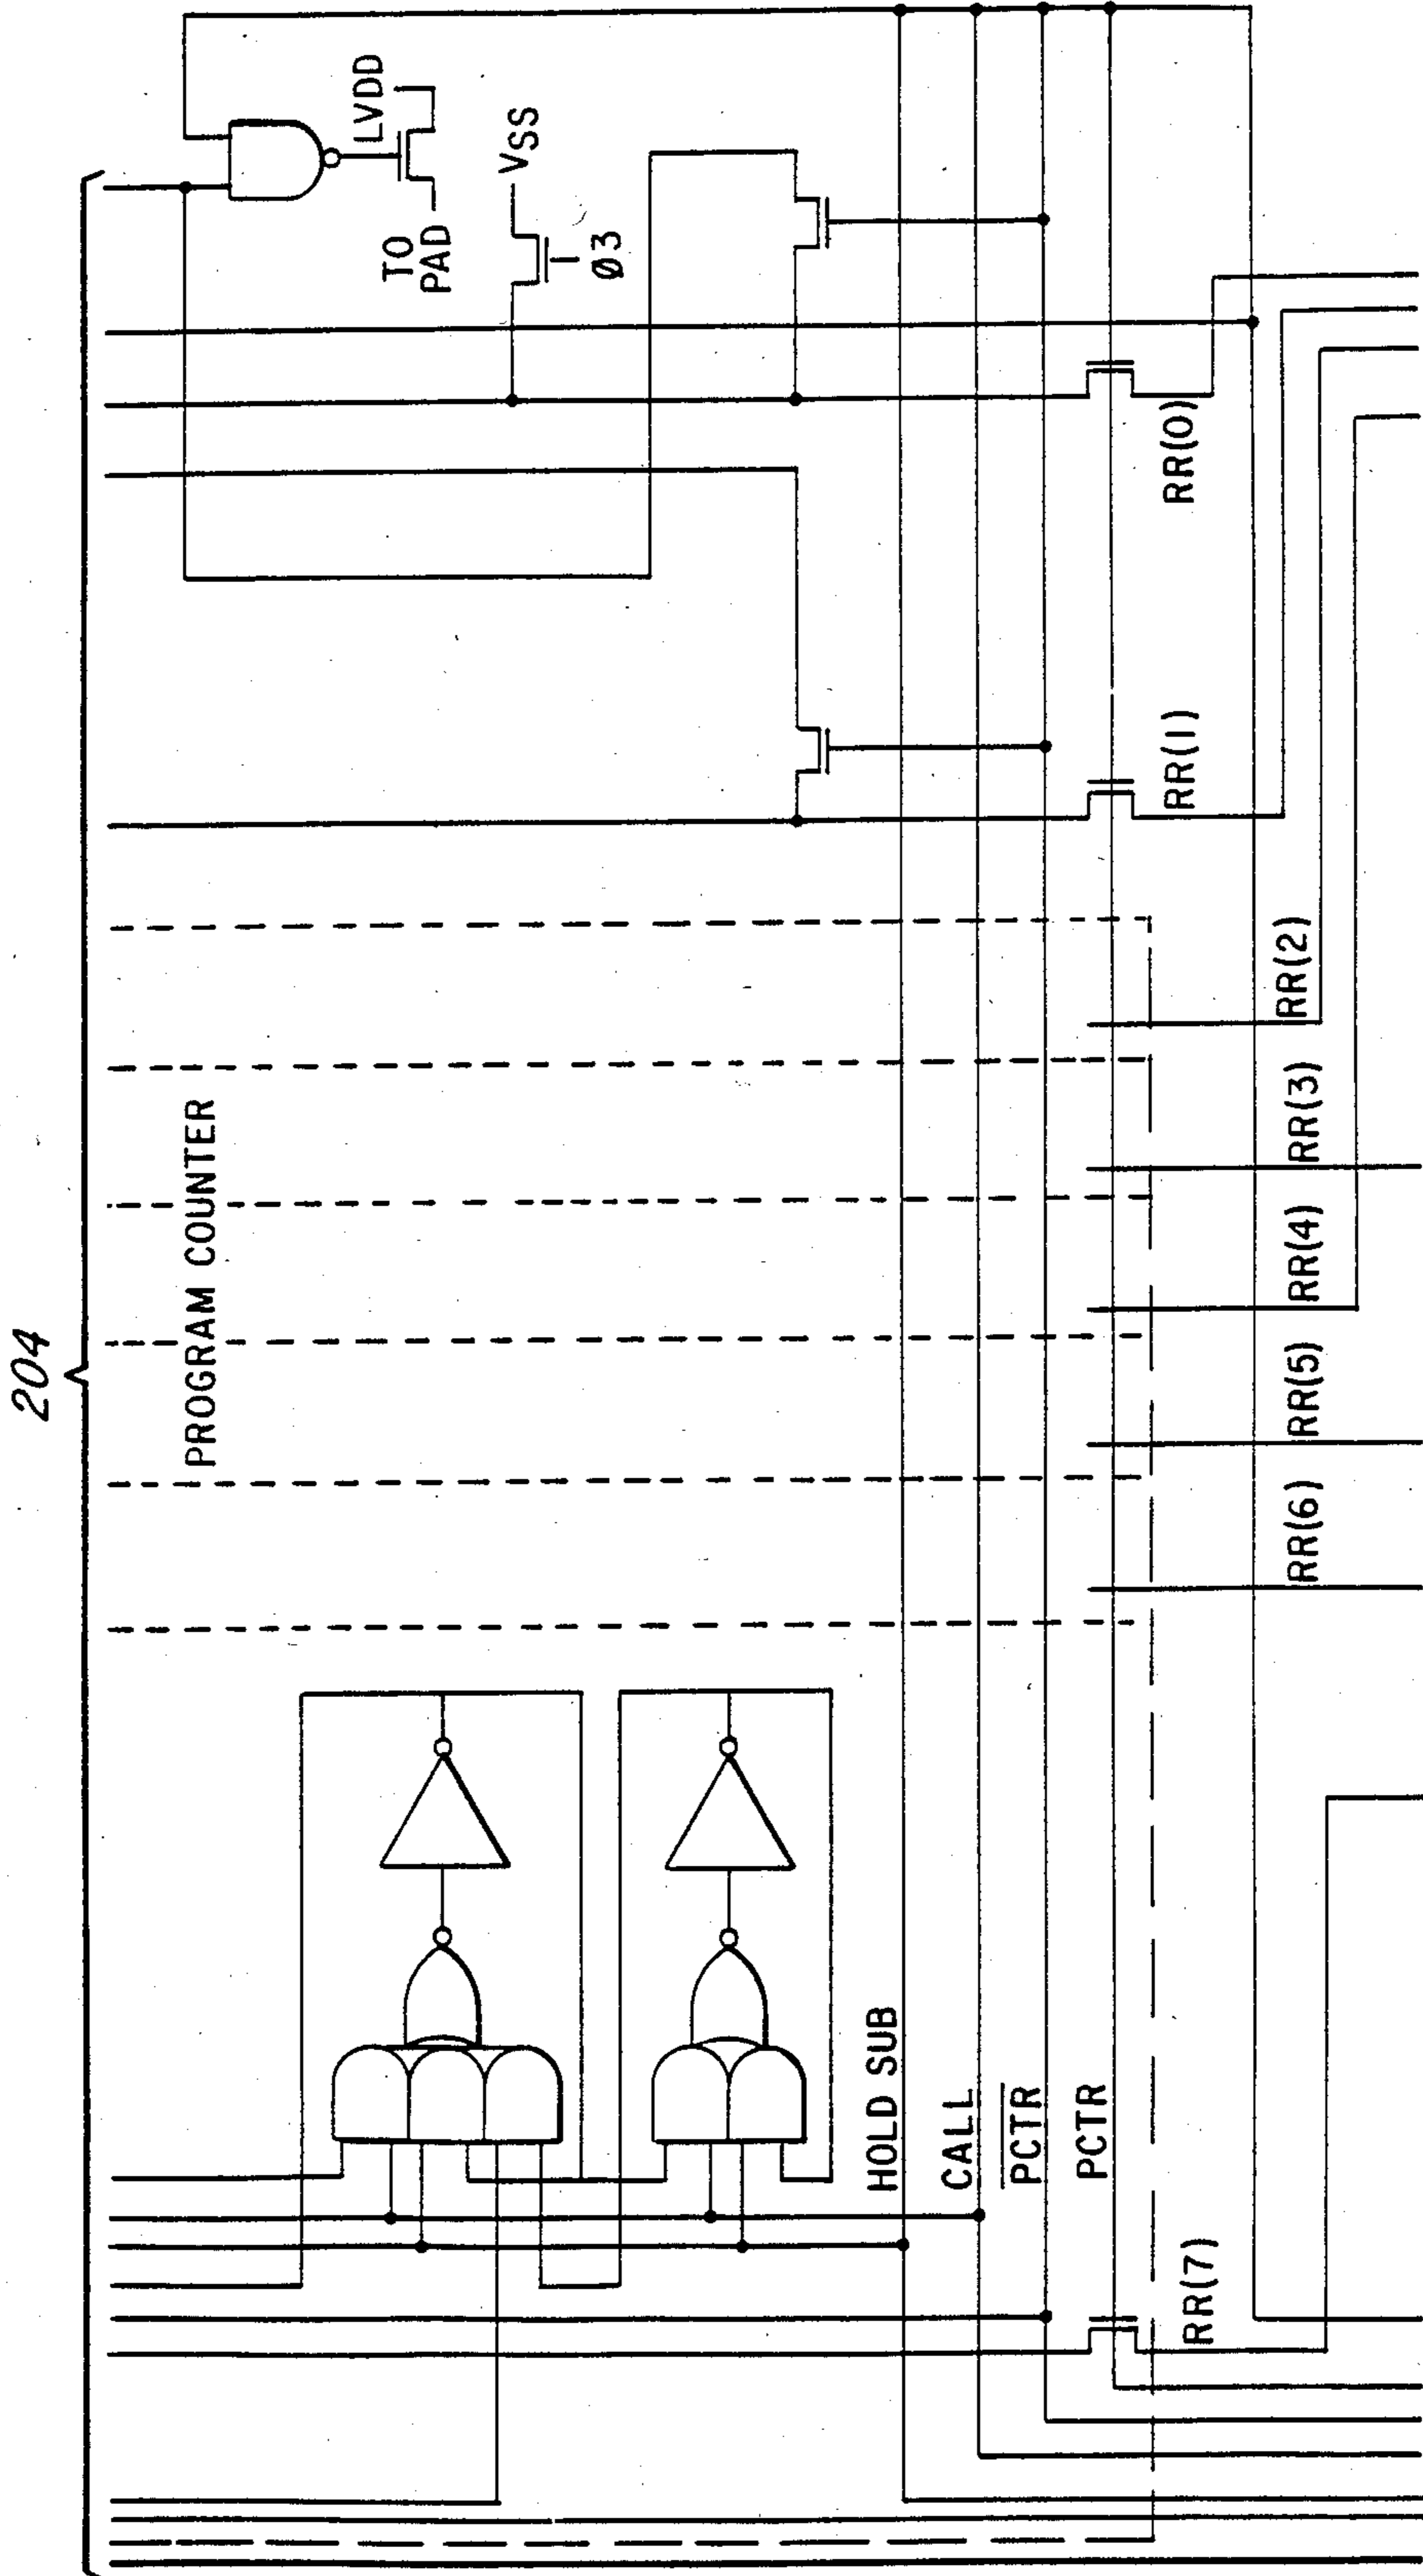 204
PROGRAM COUNTER
LVDD
TO
PAD
VSS
Ø3
HOLD SUB
CALL
P̅C̅T̅R̅
PCTR
RR(0)
RR(1)
RR(2)
RR(3)
RR(4)
RR(5)
RR(6)
RR(7)